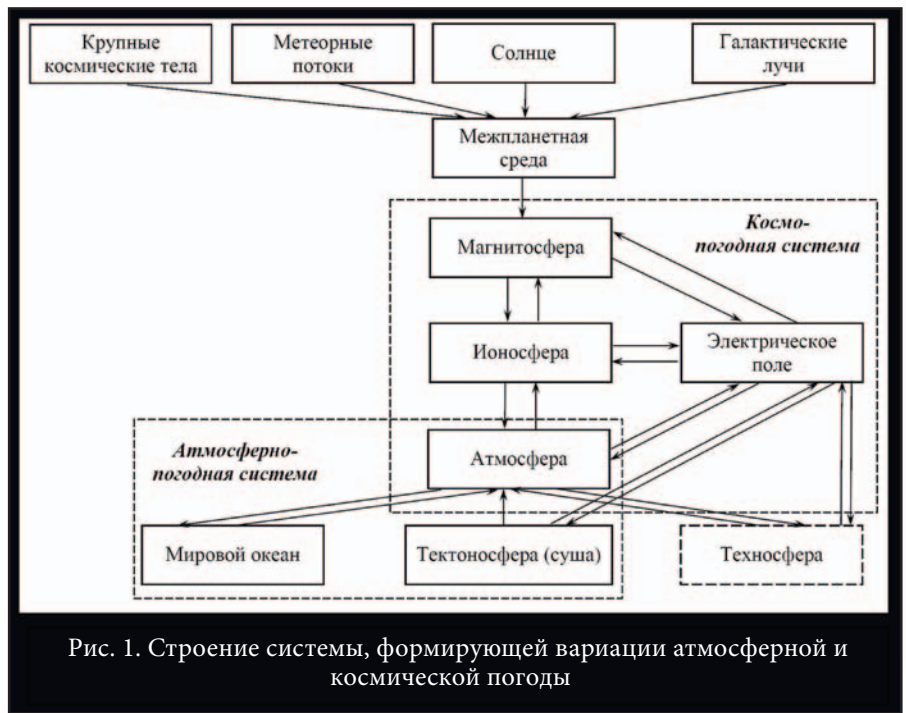 Крупные
космические тела
Метеорные
потоки
Солнце
Галактические
лучи
Межпланетная
среда
Космо-
погодная система
Магнитосфера
Ионосфера
Электрическое
поле
Атмосферно-
погодная система
Атмосфера
Мировой океан
Тектоносфера (суша)
Техносфера
Рис. 1. Строение системы, формирующей вариации атмосферной и
космической погоды